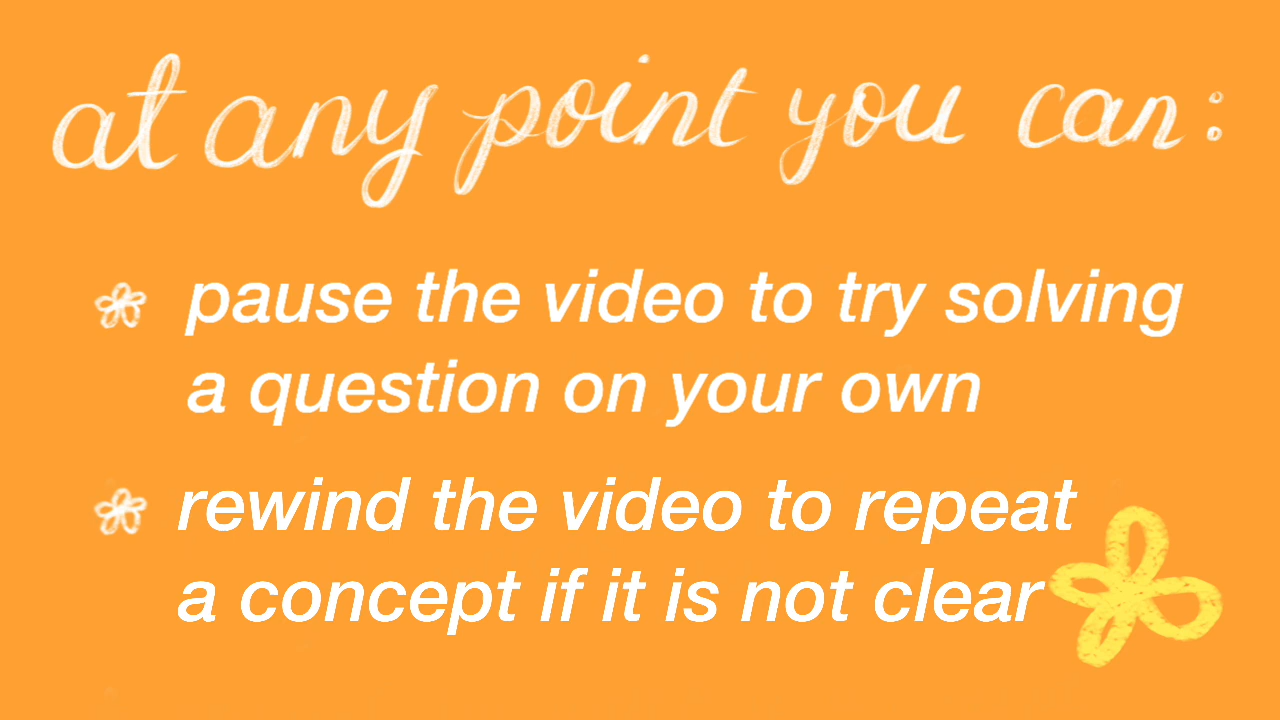 at any point you can:
pause the video to try solving
a question on your own
rewind the video to repeat
a concept if it is not clear